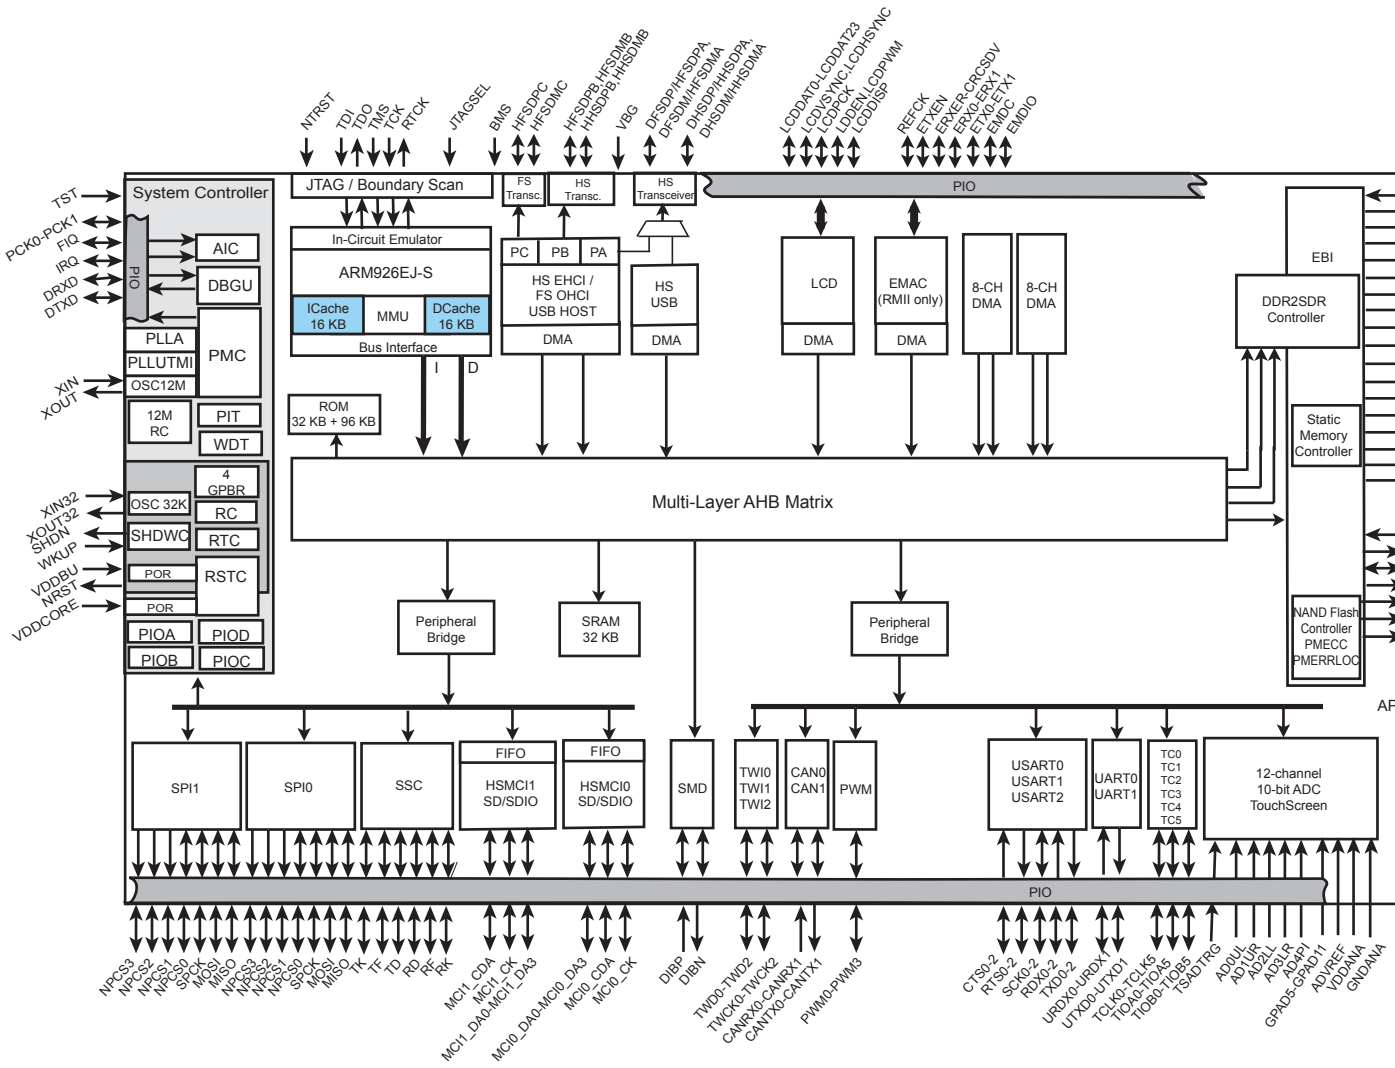 NTRST
TDI
TDO
TMS
TCK
RTCK
JTAGSEL
BMS
HFSDPC
HFSDMC
HFSDPB,HFSDMB
HHSDPB,HHSDMB
VBG
DFSDP/HFSDPA,
DFSDM/HFSDMA
DHSDP/HHSDPA,
DHSDM/HHSDMA
LCDDAT0-LCDDAT23
LCDVSYNC,LCDHSYNC
LCDPCK
LDDEN,LCDPWM
LCDDISP
REFCK
ETXEN
ERXER-CRCSDV
ERX0-ERX1
ETX0-ETX1
EMDC
EMDIO
TST
PCK0-PCK1
FIQ
IRQ
DRXD
DTXD
XIN
XOUT
XIN32
XOUT32
SHDN
WKUP
VDDBU
NRST
VDDCORE
System Controller
PIO
AIC
DBGU
PLLA
PLLUTMI
OSC12M
PMC
12M
RC
PIT
WDT
4
GPBR
OSC 32K
RC
SHDWC
RTC
POR
RSTC
POR
PIOA
PIOD
PIOB
PIOC
JTAG / Boundary Scan
In-Circuit Emulator
ARM926EJ-S
ICache
16 KB
MMU
DCache
16 KB
Bus Interface
I
D
ROM
32 KB + 96 KB
FS
Transc.
HS
Transc.
HS
Transceiver
PC
PB
PA
HS EHCI /
FS OHCI
USB HOST
DMA
HS
USB
DMA
PIO
LCD
DMA
EMAC
(RMII only)
DMA
8-CH
DMA
8-CH
DMA
EBI
DDR2SDR
Controller
Static
Memory
Controller
NAND Flash
Controller
PMECC
PMERRLOC
AP
Multi-Layer AHB Matrix
Peripheral
Bridge
SRAM
32 KB
Peripheral
Bridge
SPI1
SPI0
SSC
FIFO
HSMCI1
SD/SDIO
FIFO
HSMCI0
SD/SDIO
SMD
TWI0
TWI1
TWI2
CAN0
CAN1
PWM
USART0
USART1
USART2
UART0
UART1
TC0
TC1
TC2
TC3
TC4
TC5
12-channel
10-bit ADC
TouchScreen
PIO
NPCS3
NPCS2
NPCS1
NPCS0
SPCK
MOSI
MISO
NPCS3
NPCS2
NPCS1
NPCS0
SPCK
MOSI
MISO
TK
TF
TD
RD
RF
RK
MCI1_CDA
MCI1_CK
MCI1_DA0-MCI1_DA3
MCI0_DA0-MCI0_DA3
MCI0_CDA
MCI0_CK
DIBP
DIBN
TWD0-TWD2
TWCK0-TWCK2
CANRX0-CANRX1
CANTX0-CANTX1
PWM0-PWM3
CTS0-2
RTS0-2
SCK0-2
RDX0-2
TXD0-2
URDX0-URDX1
UTXD0-UTXD1
TCLK0-TCLK5
TIOA0-TIOA5
TIOB0-TIOB5
TSADTRG
AD0UL
AD1UR
AD2LL
AD3LR
AD4PI
GPAD5-GPAD11
ADVREF
VDDANA
GNDANA